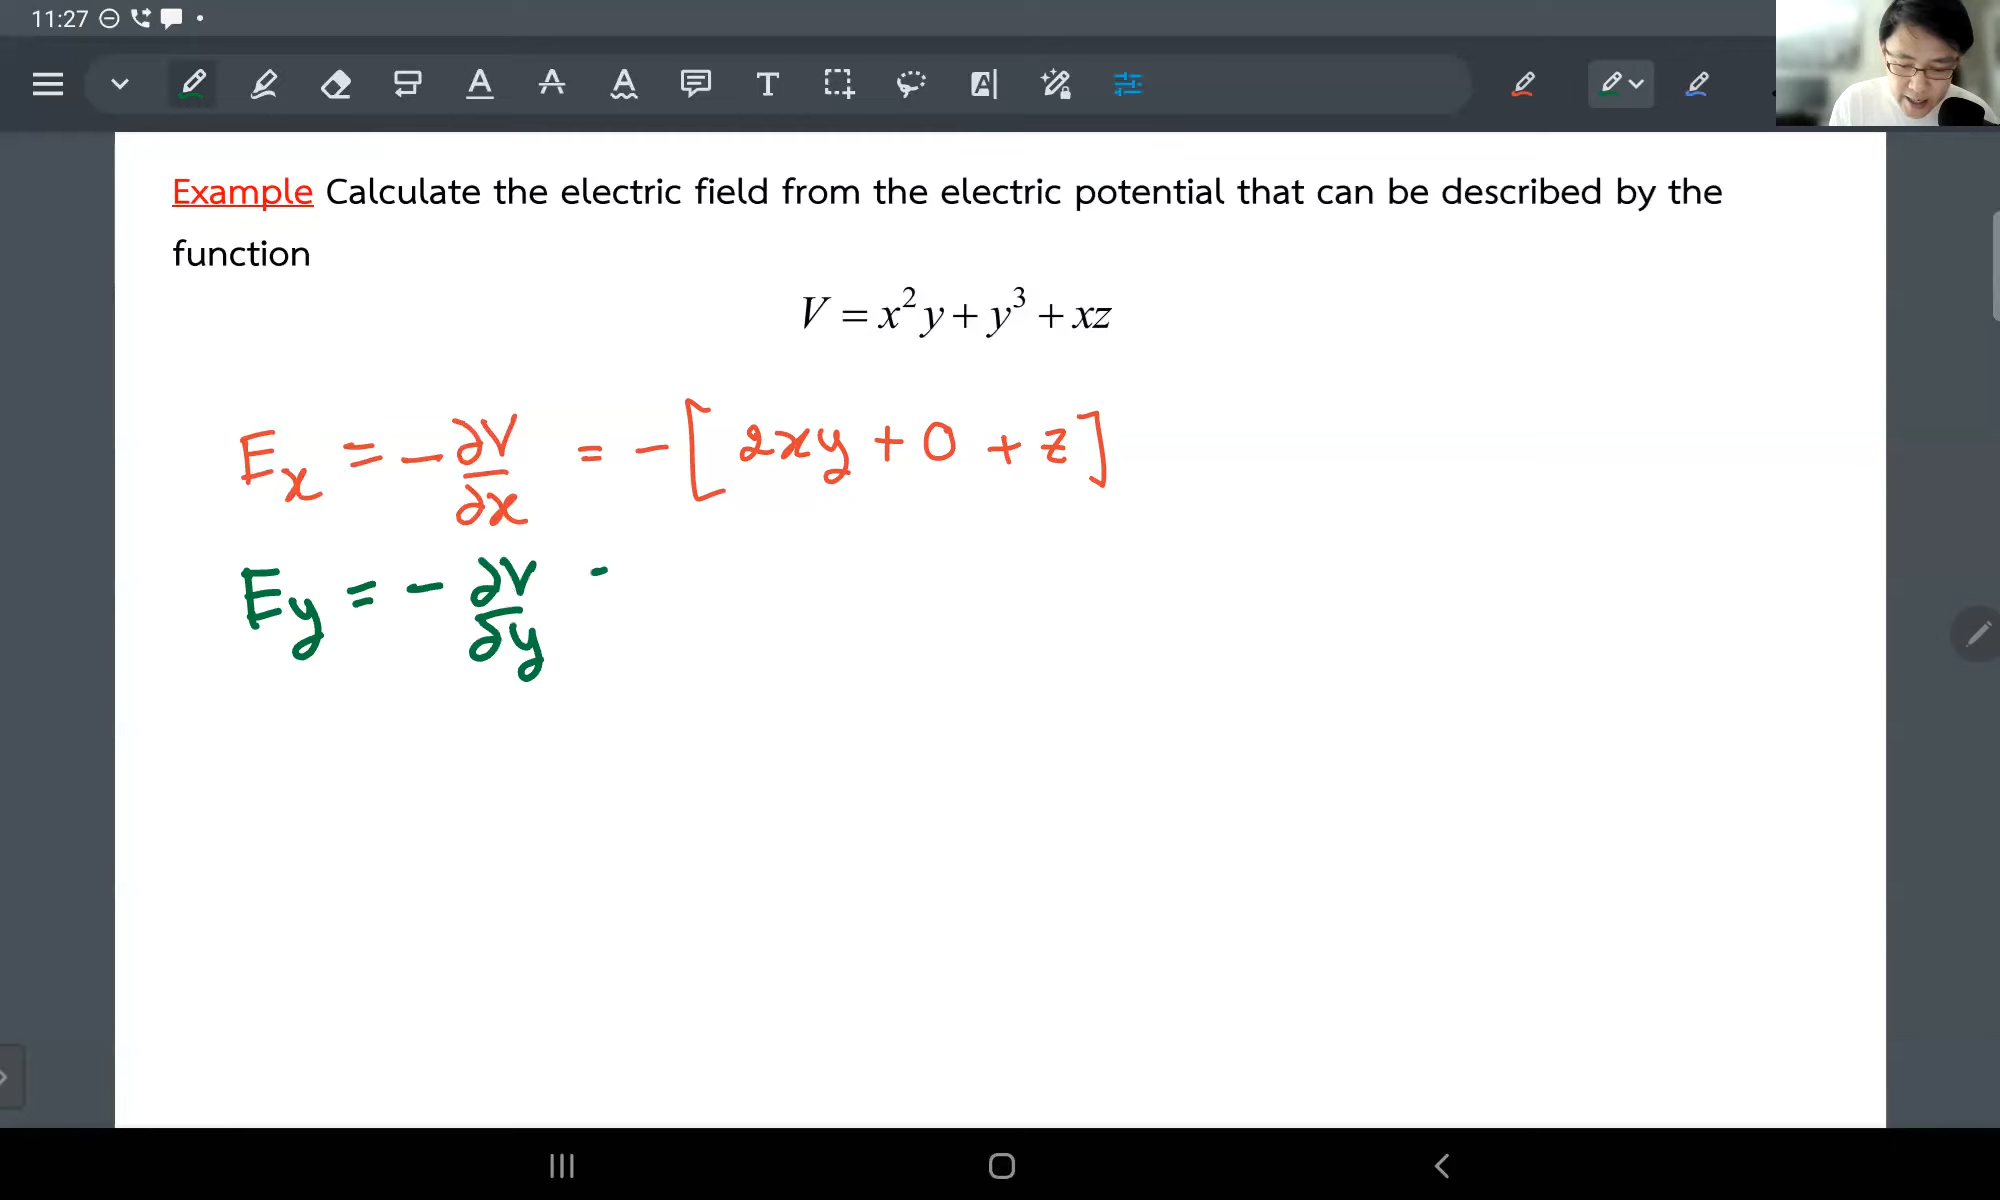 11:27
Example Calculate the electric field from the electric potential that can be described by the
function
V = x²y + y³ + xz
Eₓ = - ∂V/∂x = - [ 2xy + 0 + z ]
E_y = - ∂V/∂y -